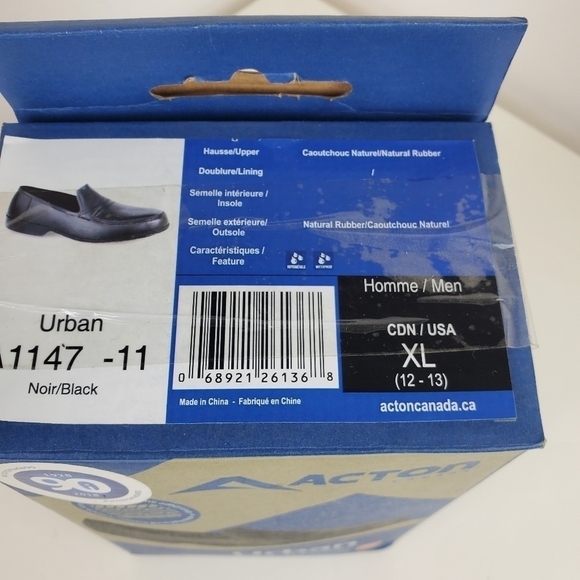 Hausse/Upper Caoutchouc Naturel/Natural Rubber
Doublure/Lining /
Semelle intérieure /
Insole
Semelle extérieure/ Natural Rubber/Caoutchouc Naturel
Outsole
Caractéristiques /
Feature
Urban
A1147 -11
Noir/Black
0 68921 26136 8
Made in China - Fabriqué en Chine
Homme / Men
CDN / USA
XL
(12 - 13)
actoncanada.ca
ACTON
Urban